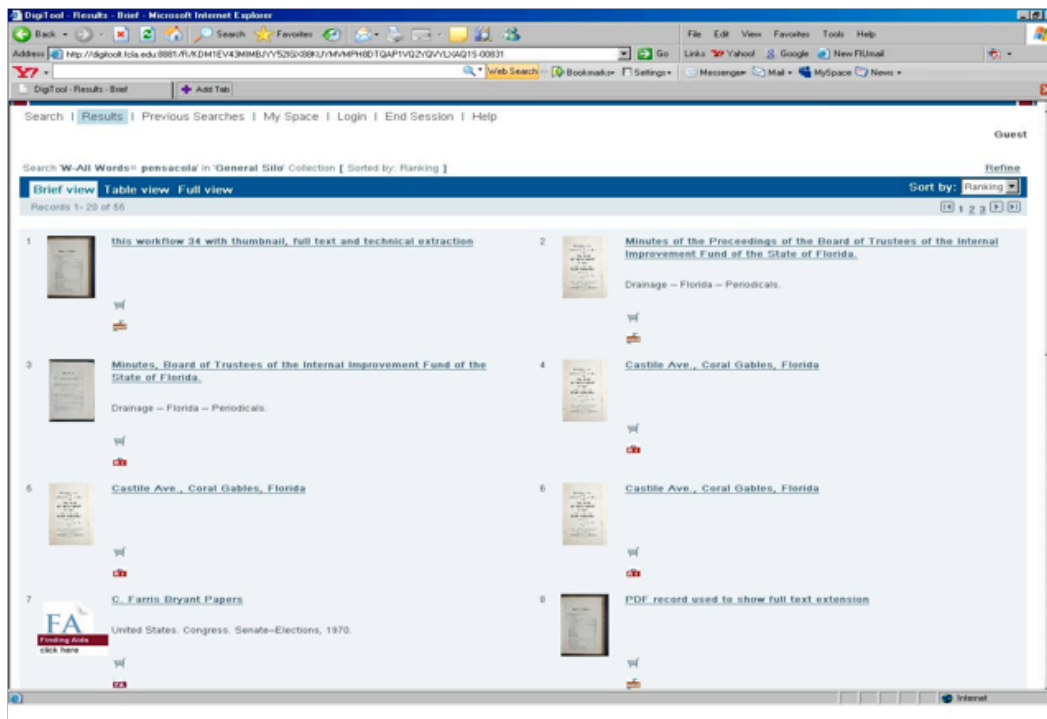 DigiTool - Results - Brief - Microsoft Internet Explorer
Back Search Favorites File Edit View Favorites Tools Help
Address Go Links Yahoo! Google New FIUmail
Web Search Bookmarks Settings Messenger Mail MySpace News
DigiTool - Results - Brief Add Tab
Search | Results | Previous Searches | My Space | Login | End Session | Help
Guest
Search 'W-All Words= pensacola' in 'General Silo' Collection [ Sorted by: Ranking ] Refine
Brief view Table view Full view Sort by: Ranking
Records 1- 20 of 55 1 2 3
1 this workflow 34 with thumbnail, full text and technical extraction
2 Minutes of the Proceedings of the Board of Trustees of the Internal
Improvement Fund of the State of Florida.
Drainage -- Florida -- Periodicals.
3 Minutes, Board of Trustees of the Internal Improvement Fund of the
State of Florida.
Drainage -- Florida -- Periodicals.
4 Castile Ave., Coral Gables, Florida
5 Castile Ave., Coral Gables, Florida
6 Castile Ave., Coral Gables, Florida
7 C. Farris Bryant Papers
FA
Finding Aids
click here
United States. Congress. Senate--Elections, 1970.
FA
8 PDF record used to show full text extension
Internet